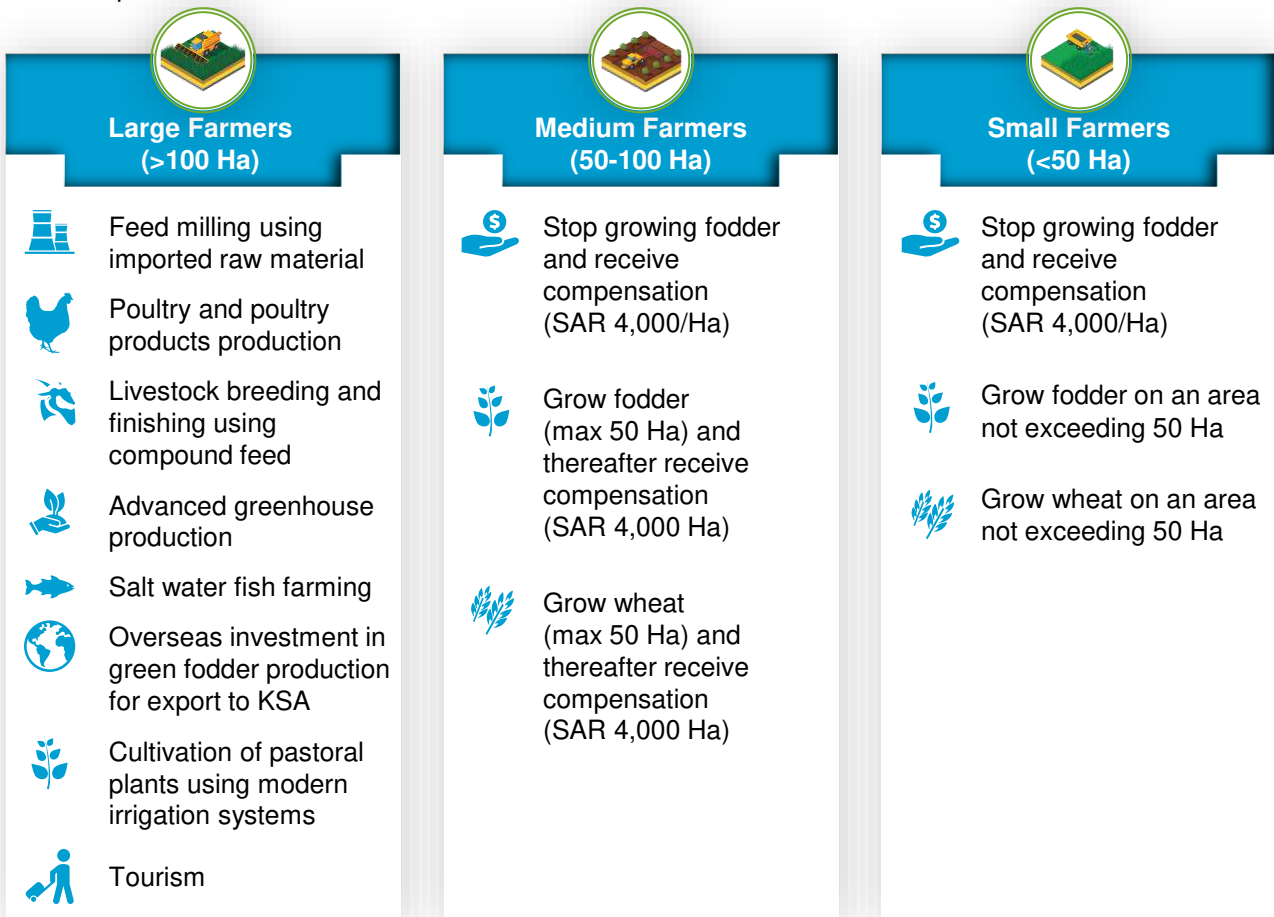 Large Farmers
(>100 Ha)
Feed milling using
imported raw material
Poultry and poultry
products production
Livestock breeding and
finishing using
compound feed
Advanced greenhouse
production
Salt water fish farming
Overseas investment in
green fodder production
for export to KSA
Cultivation of pastoral
plants using modern
irrigation systems
Tourism
Medium Farmers
(50-100 Ha)
Stop growing fodder
and receive
compensation
(SAR 4,000/Ha)
Grow fodder
(max 50 Ha) and
thereafter receive
compensation
(SAR 4,000 Ha)
Grow wheat
(max 50 Ha) and
thereafter receive
compensation
(SAR 4,000 Ha)
Small Farmers
(<50 Ha)
Stop growing fodder
and receive
compensation
(SAR 4,000/Ha)
Grow fodder on an area
not exceeding 50 Ha
Grow wheat on an area
not exceeding 50 Ha